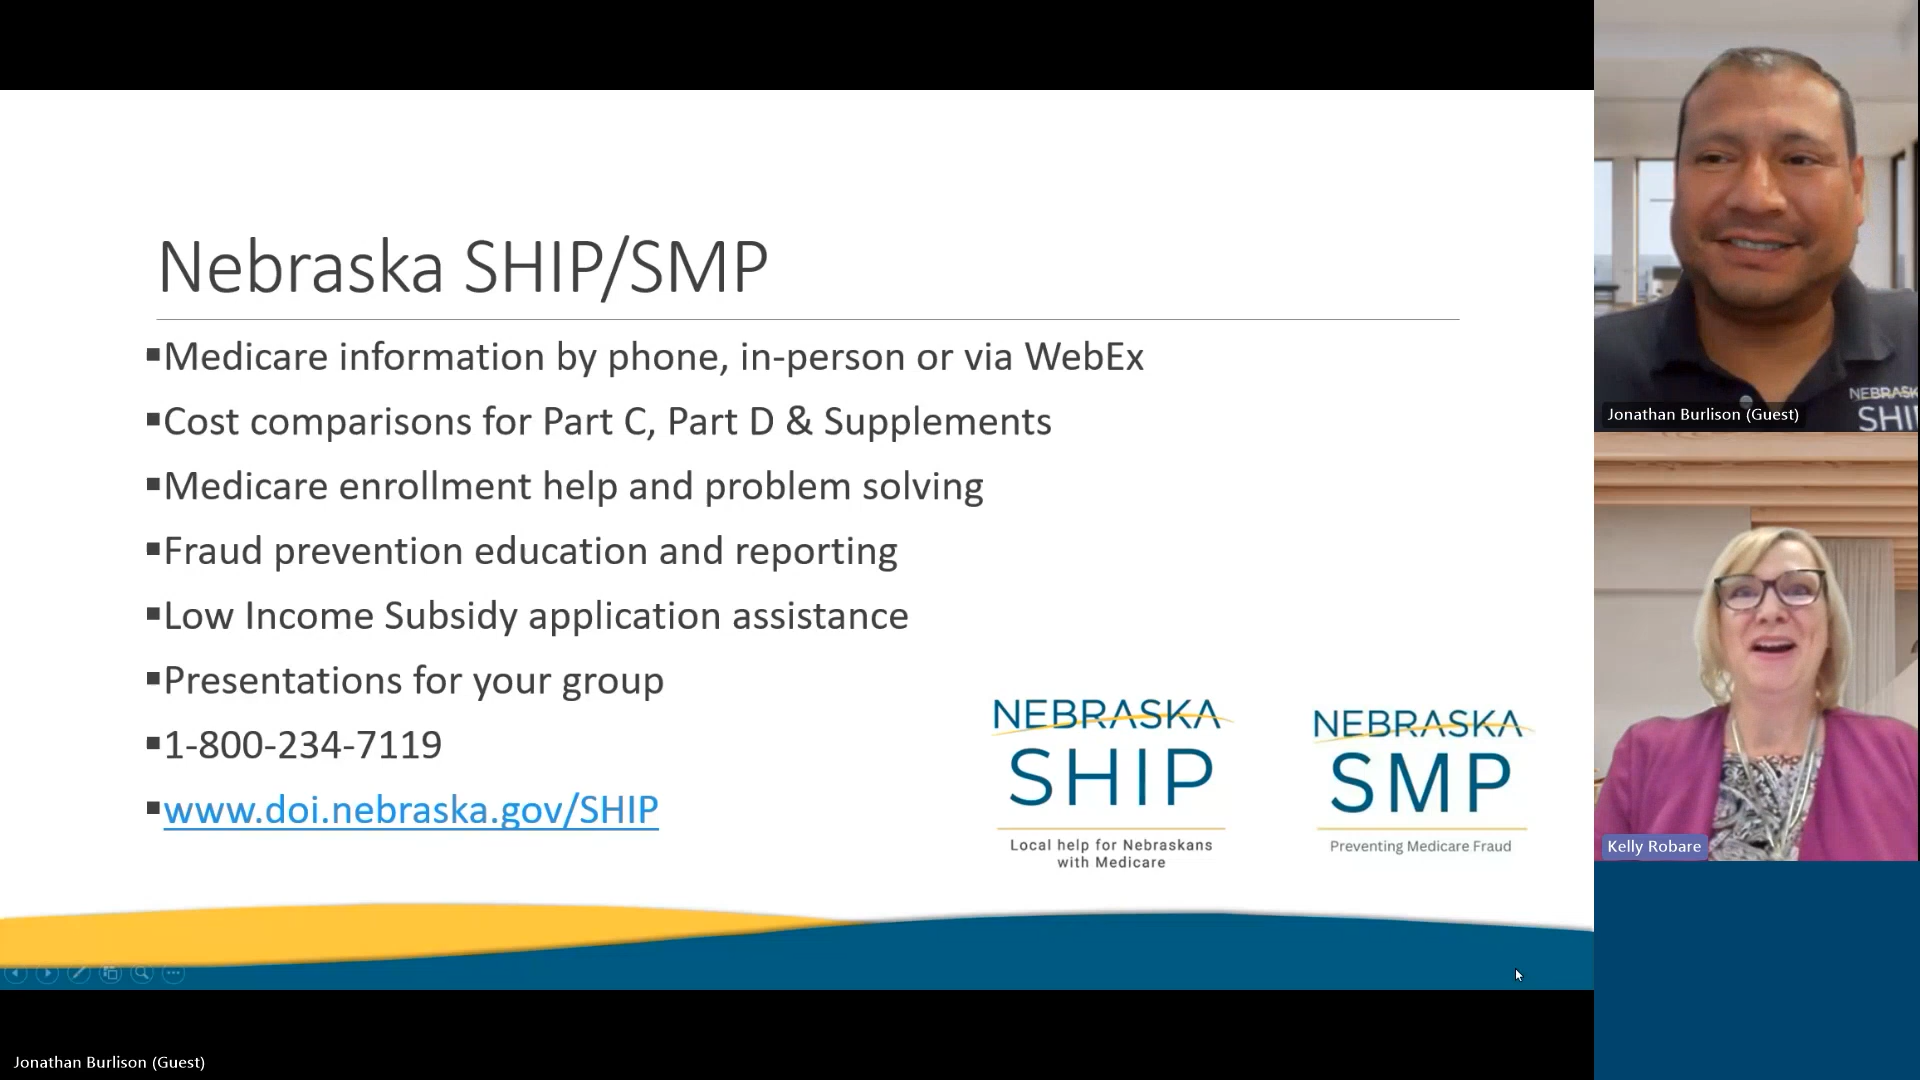 Nebraska SHIP/SMP
▪Medicare information by phone, in-person or via WebEx
▪Cost comparisons for Part C, Part D & Supplements
▪Medicare enrollment help and problem solving
▪Fraud prevention education and reporting
▪Low Income Subsidy application assistance
▪Presentations for your group
▪1-800-234-7119
▪www.doi.nebraska.gov/SHIP
NEBRASKA
SHIP
Local help for Nebraskans
with Medicare
NEBRASKA
SMP
Preventing Medicare Fraud
NEBRASK
SHI
Jonathan Burlison (Guest)
Kelly Robare
Jonathan Burlison (Guest)